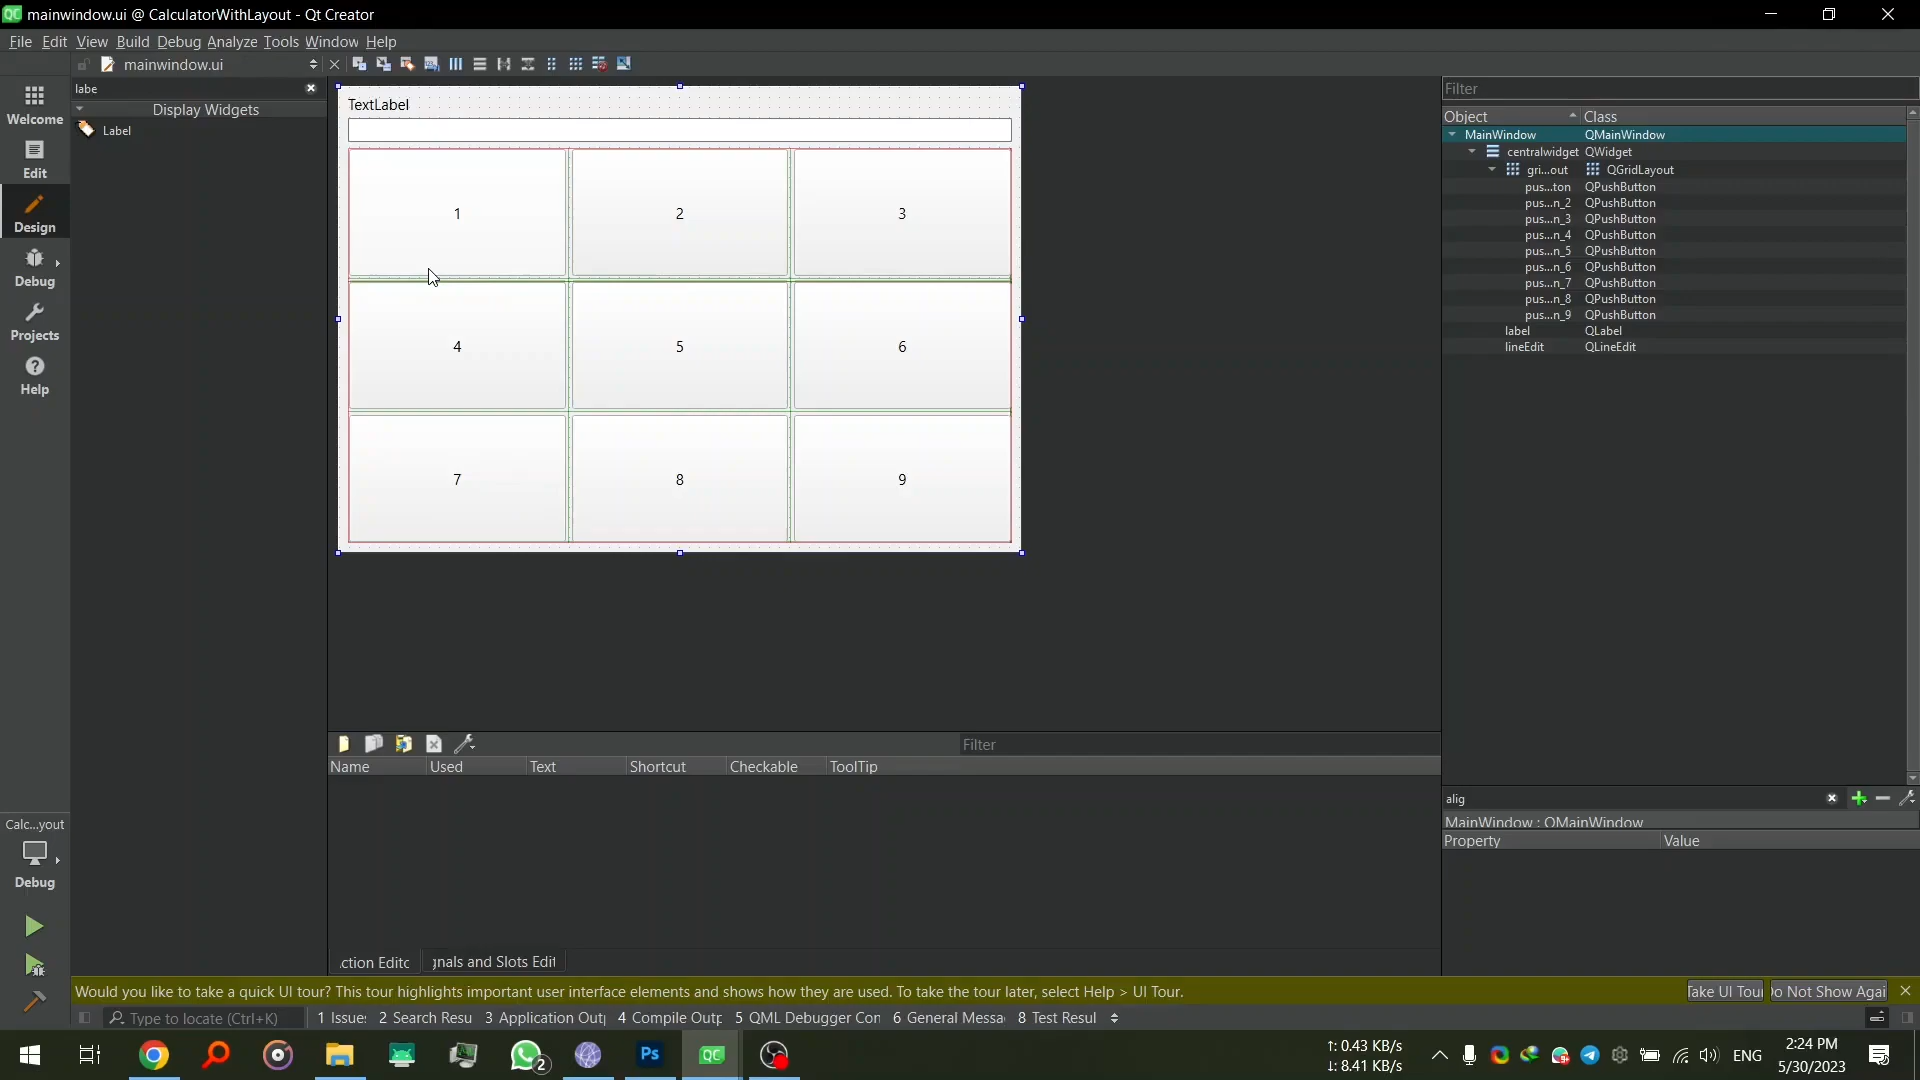 mainwindow.ui @ CalculatorWithLayout - Qt Creator
File Edit View Build Debug Analyze Tools Window Help
mainwindow.ui
labe
Display Widgets
Label
Welcome
Edit
Design
Debug
Projects
Help
TextLabel
1 2 3
4 5 6
7 8 9
Filter
Object Class
MainWindow QMainWindow
centralwidget QWidget
gri...out QGridLayout
pus...ton QPushButton
pus...n_2 QPushButton
pus...n_3 QPushButton
pus...n_4 QPushButton
pus...n_5 QPushButton
pus...n_6 QPushButton
pus...n_7 QPushButton
pus...n_8 QPushButton
pus...n_9 QPushButton
label QLabel
lineEdit QLineEdit
Filter
Name Used Text Shortcut Checkable ToolTip
alig
MainWindow : QMainWindow
Property Value
Calc...yout
Debug
.ction Editc gnals and Slots Edit
Would you like to take a quick UI tour? This tour highlights important user interface elements and shows how they are used. To take the tour later, select Help > UI Tour.
ake UI Tour o Not Show Agai
Type to locate (Ctrl+K) 1 Issue: 2 Search Resu 3 Application Outp 4 Compile Outp 5 QML Debugger Con 6 General Messa 8 Test Resul
QC
Ps
2
↑: 0.43 KB/s
↓: 8.41 KB/s
ENG
2:24 PM
5/30/2023